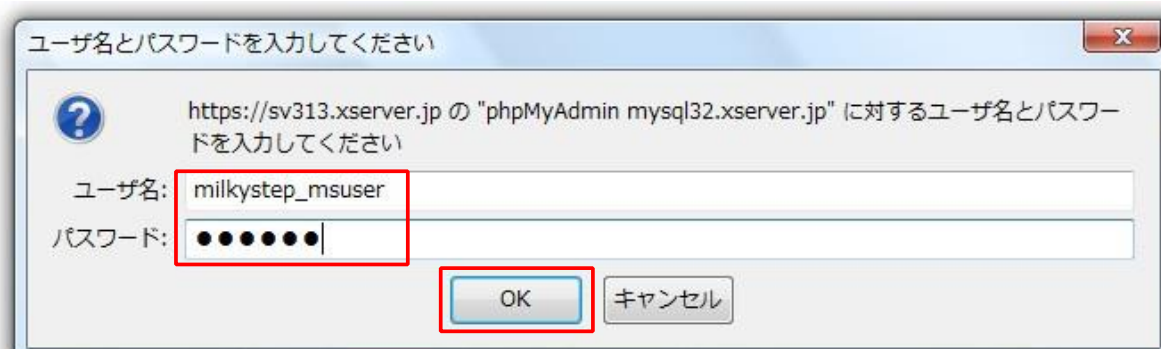 ユーザ名とパスワードを入力してください
https://sv313.xserver.jp の "phpMyAdmin mysql32.xserver.jp" に対するユーザ名とパスワー
ドを入力してください
ユーザ名: milkystep_msuser
パスワード: ●●●●●●
OK キャンセル